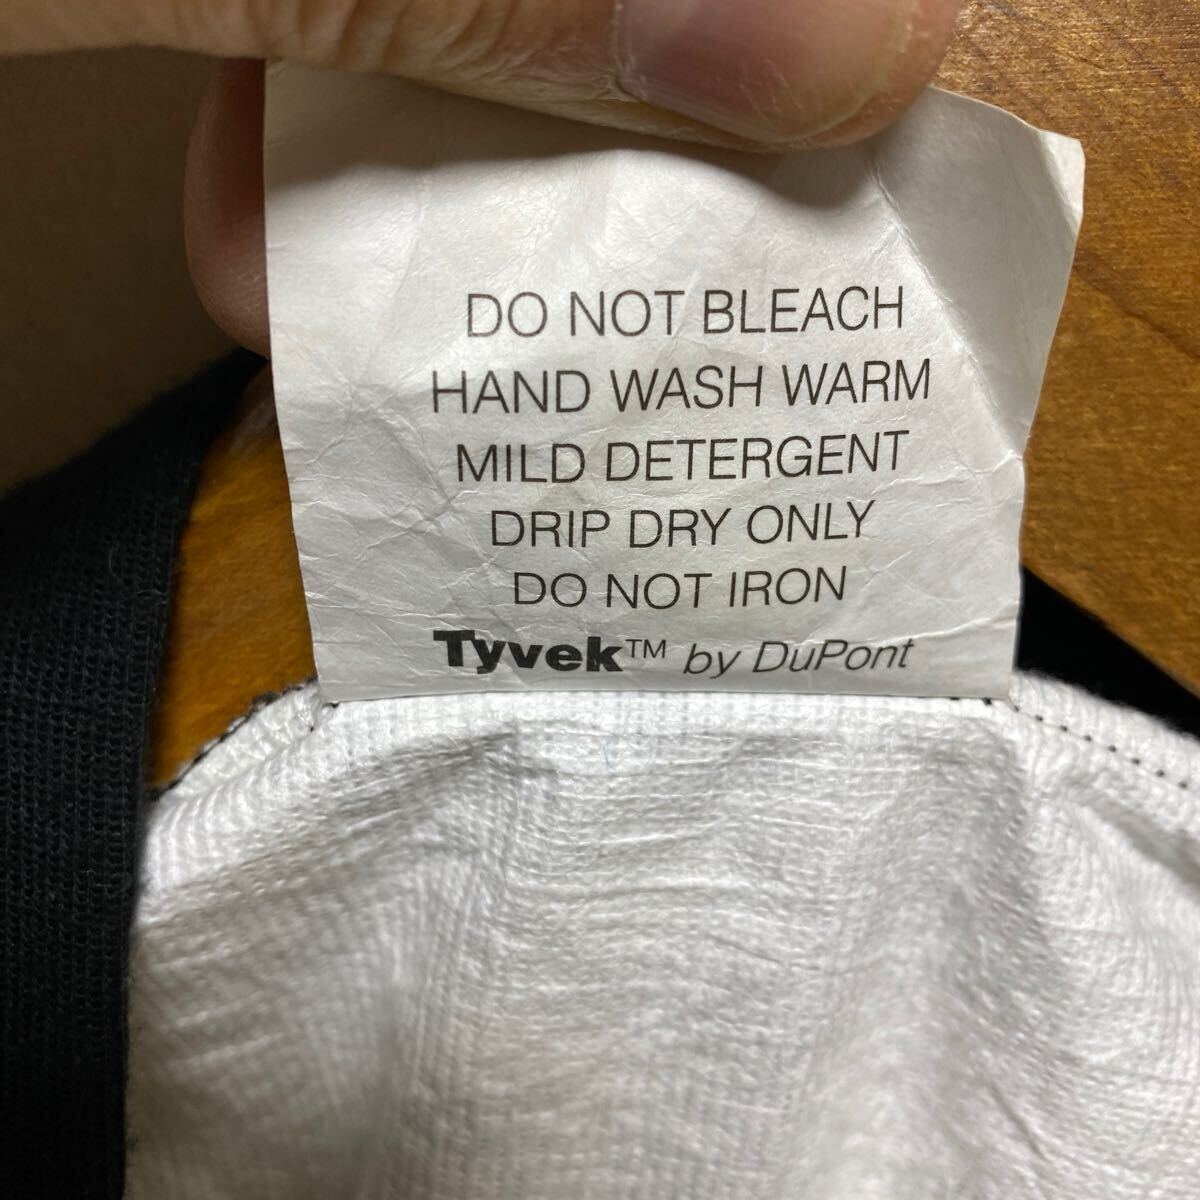 DO NOT BLEACH
HAND WASH WARM
MILD DETERGENT
DRIP DRY ONLY
DO NOT IRON
Tyvek™ by DuPont